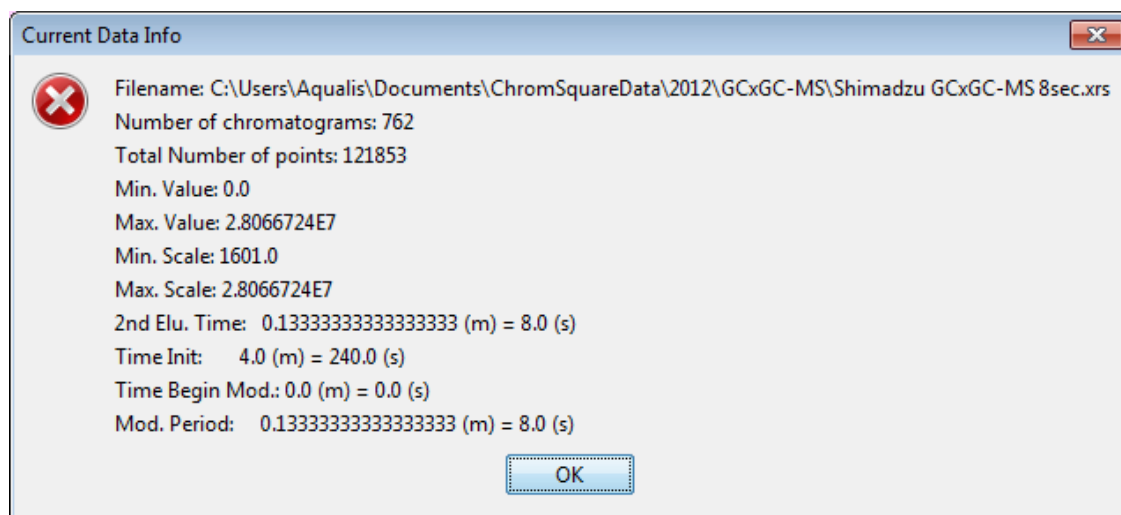 Current Data Info
Filename: C:\Users\Aqualis\Documents\ChromSquareData\2012\GCxGC-MS\Shimadzu GCxGC-MS 8sec.xrs
Number of chromatograms: 762
Total Number of points: 121853
Min. Value: 0.0
Max. Value: 2.8066724E7
Min. Scale: 1601.0
Max. Scale: 2.8066724E7
2nd Elu. Time: 0.13333333333333333 (m) = 8.0 (s)
Time Init: 4.0 (m) = 240.0 (s)
Time Begin Mod.: 0.0 (m) = 0.0 (s)
Mod. Period: 0.13333333333333333 (m) = 8.0 (s)
OK